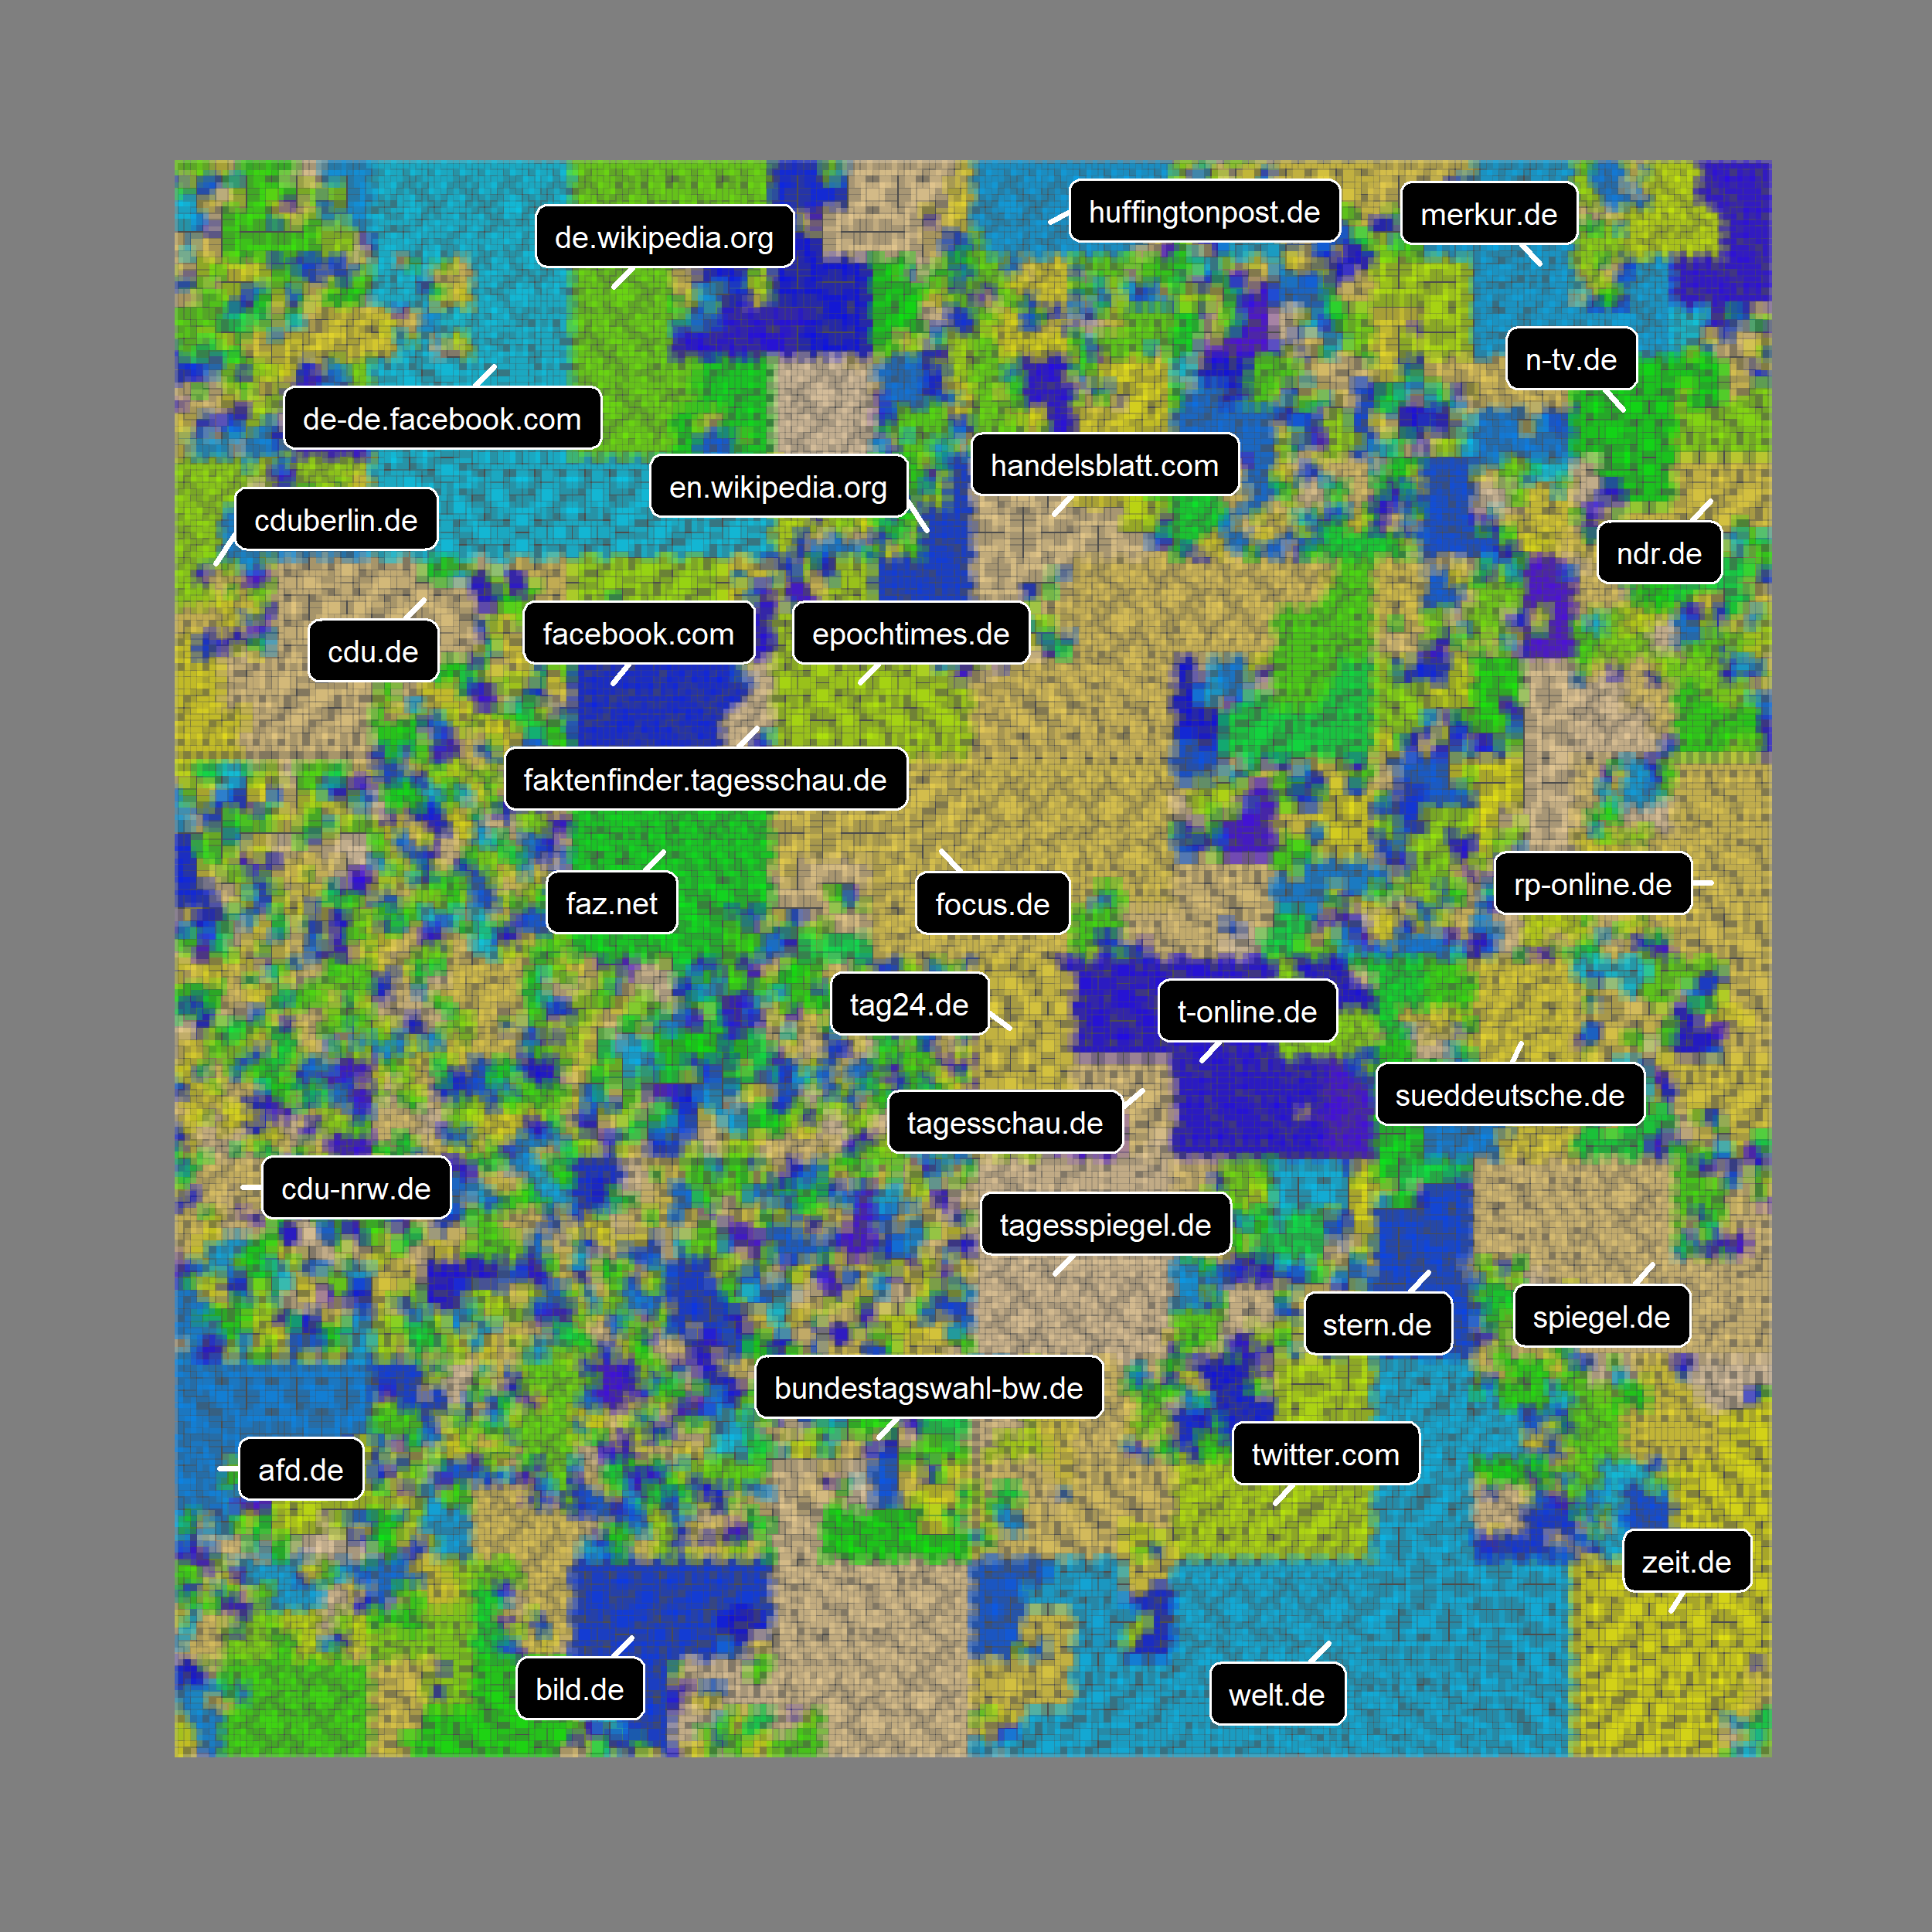 huffingtonpost.de
merkur.de
de.wikipedia.org
n-tv.de
de-de.facebook.com
handelsblatt.com
en.wikipedia.org
cduberlin.de
ndr.de
facebook.com
epochtimes.de
cdu.de
faktenfinder.tagesschau.de
rp-online.de
faz.net
focus.de
tag24.de
t-online.de
sueddeutsche.de
tagesschau.de
cdu-nrw.de
tagesspiegel.de
spiegel.de
stern.de
bundestagswahl-bw.de
twitter.com
afd.de
zeit.de
bild.de
welt.de